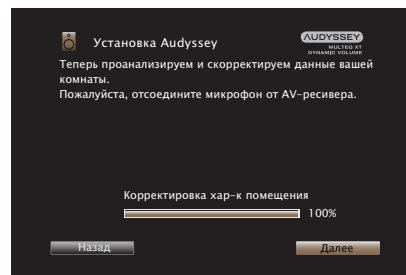 Установка Audyssey
AUDYSSEY
MULTEQ XT
DYNAMIC VOLUME
Теперь проанализируем и скорректируем данные вашей
комнаты.
Пожалуйста, отсоедините микрофон от AV-ресивера.
Корректировка хар-к помещения
100%
Назад
Далее